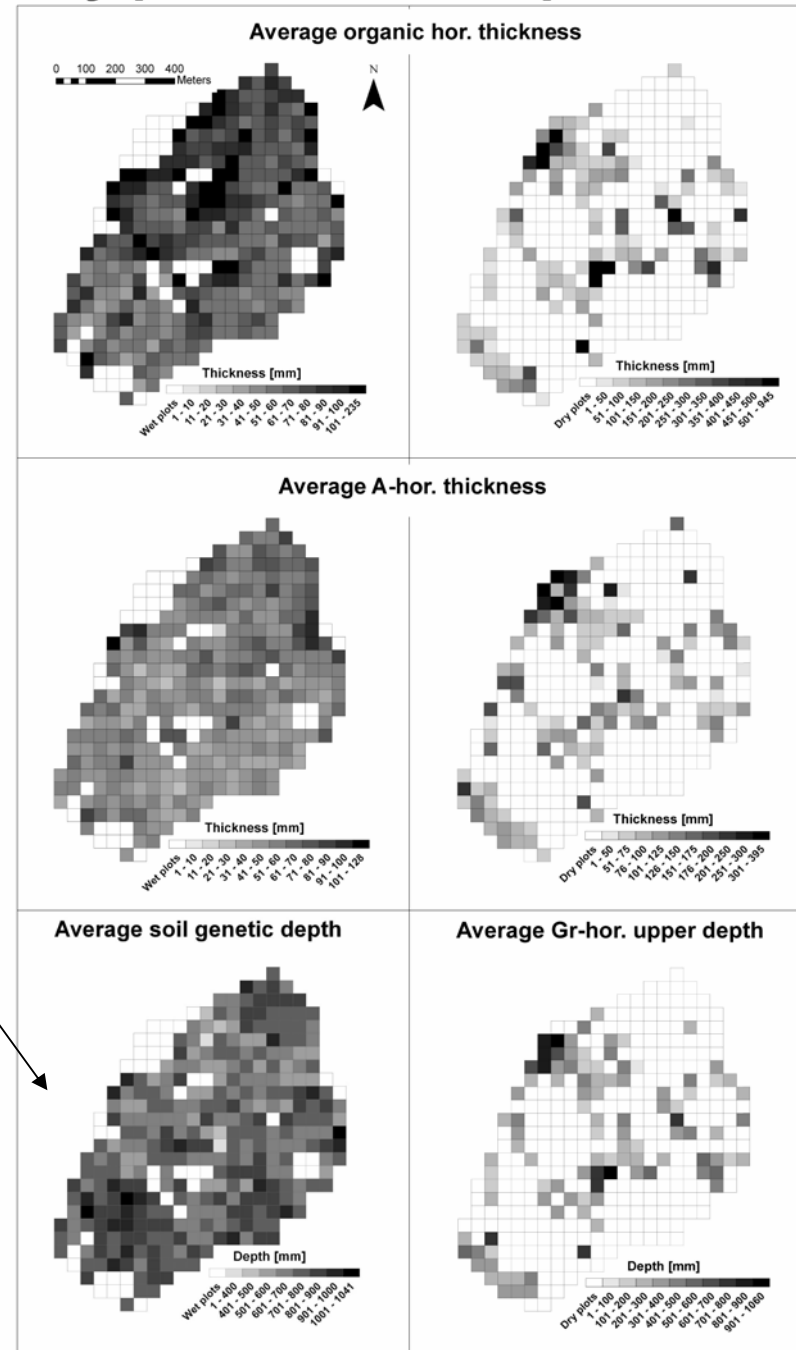 Average organic hor. thickness
0 100 200 300 400
Meters
N
Thickness [mm]
Wet plots
1 - 10
11 - 20
21 - 30
31 - 40
41 - 50
51 - 60
61 - 70
71 - 80
81 - 90
91 - 100
101 - 235
Thickness [mm]
Dry plots
1 - 50
51 - 100
101 - 150
151 - 200
201 - 250
251 - 300
301 - 350
351 - 400
401 - 450
451 - 500
501 - 945
Average A-hor. thickness
Thickness [mm]
Wet plots
1 - 10
11 - 20
21 - 30
31 - 40
41 - 50
51 - 60
61 - 70
71 - 80
81 - 90
91 - 100
101 - 128
Thickness [mm]
Dry plots
1 - 50
51 - 75
76 - 100
101 - 125
126 - 150
151 - 175
176 - 200
201 - 250
251 - 300
301 - 395
Average soil genetic depth
Depth [mm]
Wet plots
1 - 400
401 - 500
501 - 600
601 - 700
701 - 800
801 - 900
901 - 1000
1001 - 1041
Average Gr-hor. upper depth
Depth [mm]
Dry plots
1 - 100
101 - 200
201 - 300
301 - 400
401 - 500
501 - 600
601 - 700
701 - 800
801 - 900
901 - 1060